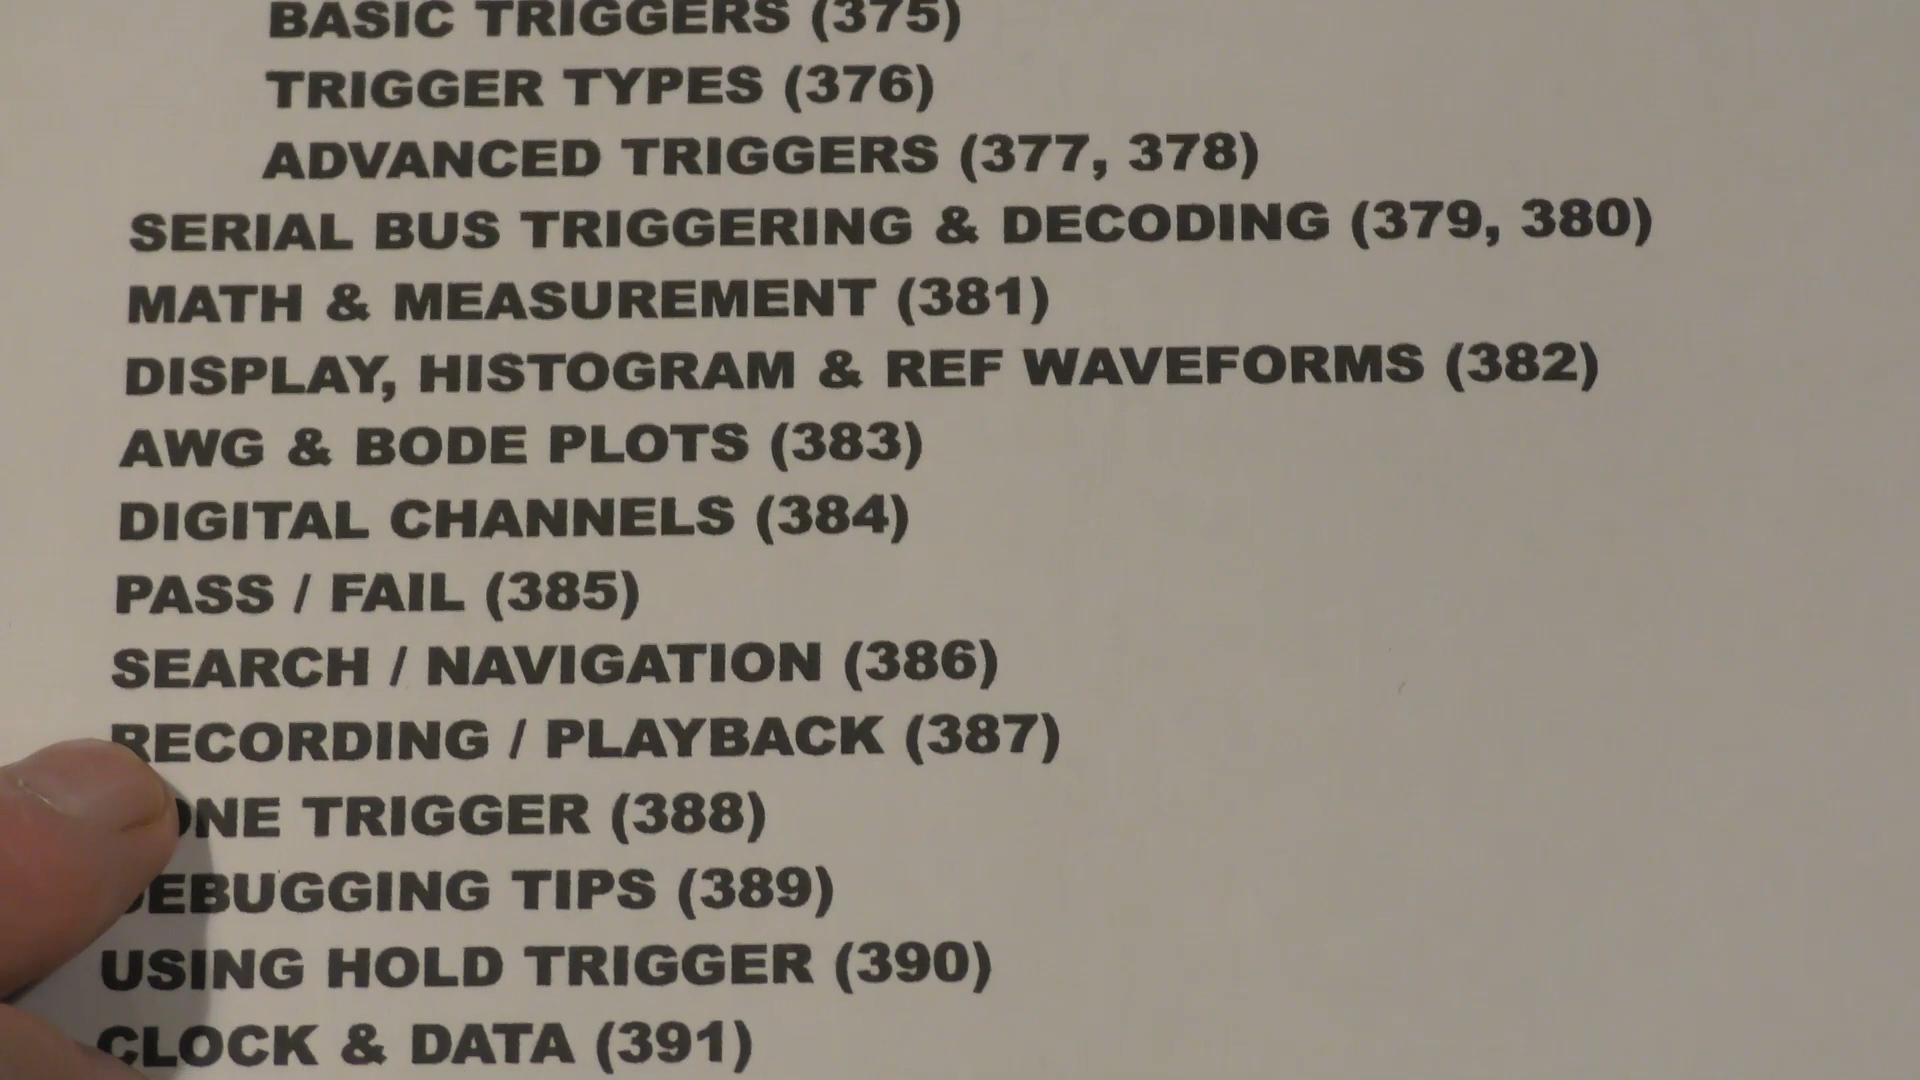 BASIC TRIGGERS (375)
TRIGGER TYPES (376)
ADVANCED TRIGGERS (377, 378)
SERIAL BUS TRIGGERING & DECODING (379, 380)
MATH & MEASUREMENT (381)
DISPLAY, HISTOGRAM & REF WAVEFORMS (382)
AWG & BODE PLOTS (383)
DIGITAL CHANNELS (384)
PASS / FAIL (385)
SEARCH / NAVIGATION (386)
RECORDING / PLAYBACK (387)
TRIGGER (388)
DEBUGGING TIPS (389)
USING HOLD TRIGGER (390)
CLOCK & DATA (391)